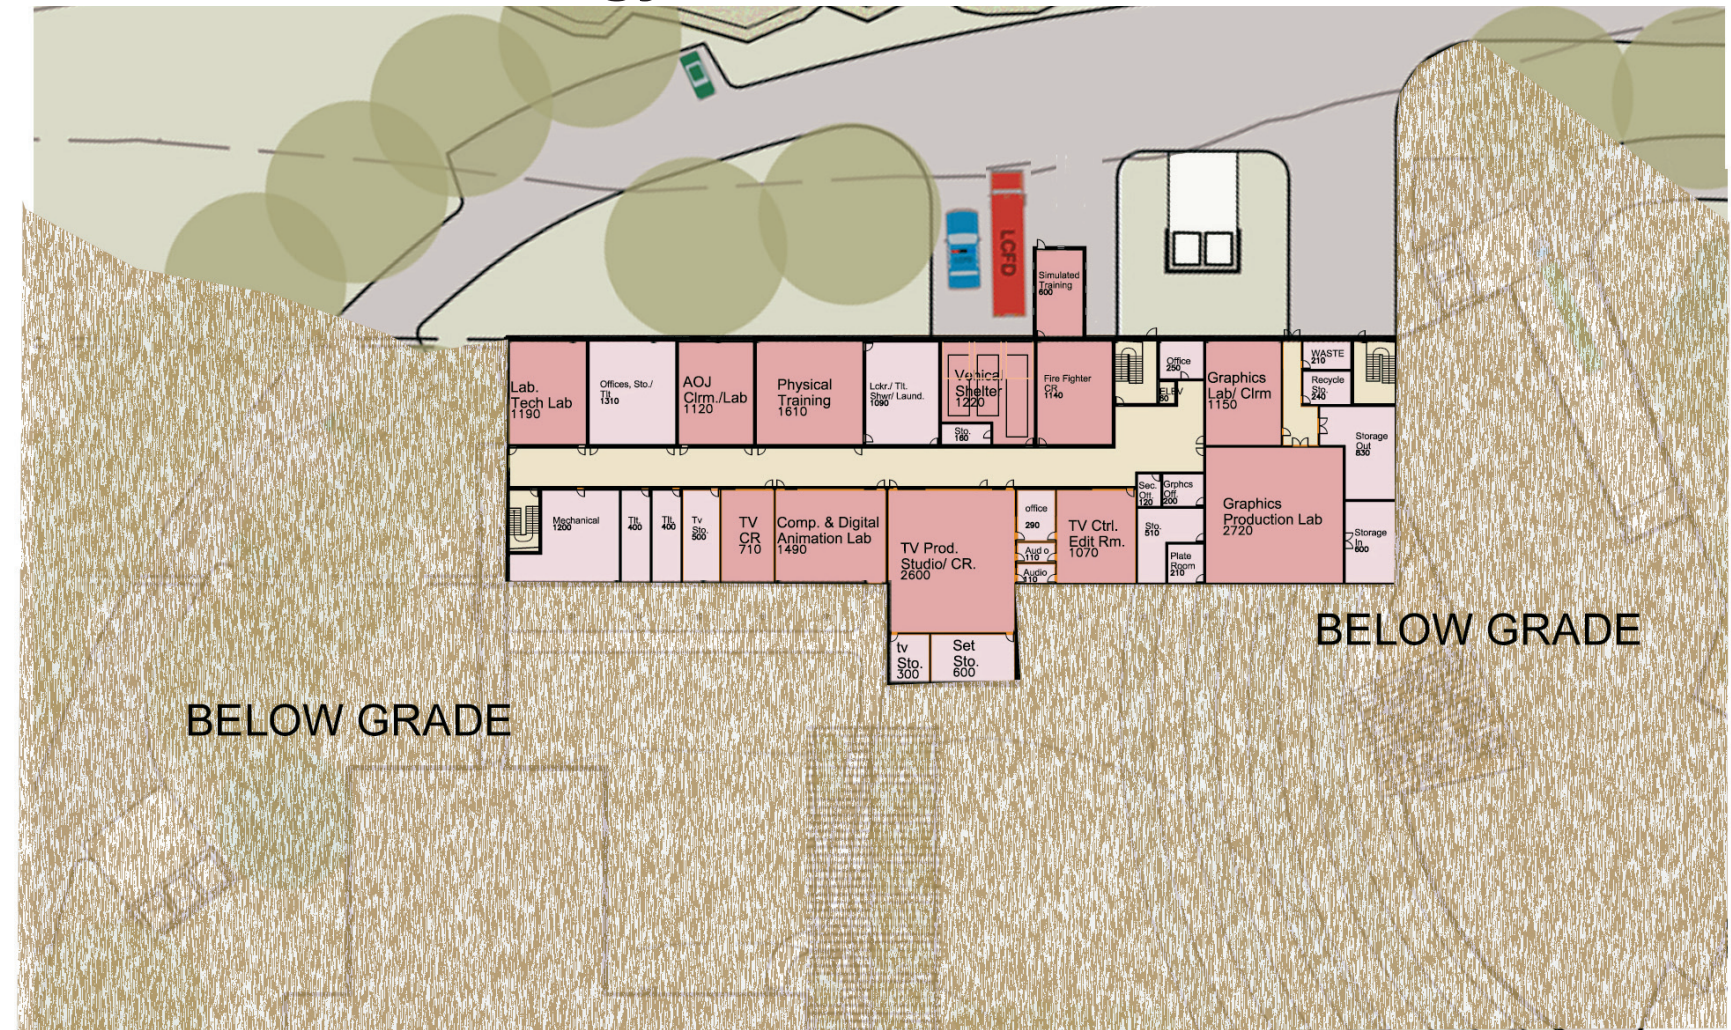 LCFD
Simulated
Training
600
Lab.
Tech Lab
1190
Offices, Sto./
Tlt
1310
AOJ
Clrm./Lab
1120
Physical
Training
1610
Lckr./ Tlt.
Shwr/ Laund.
1090
Vehical
Shelter
1220
Sto.
160
Fire Fighter
CR
1140
Office
250
ELEV
80
Graphics
Lab/ Clrm
1150
WASTE
210
Recycle
Sto.
240
Storage
Out
830
Mechanical
1200
Tlt.
400
Tlt.
400
Tv
Sto.
500
TV
CR
710
Comp. & Digital
Animation Lab
1490
TV Prod.
Studio/ CR.
2600
office
290
Aud o
110
Audio
110
TV Ctrl.
Edit Rm.
1070
Sec.
Off.
120
Grphcs
Off.
200
Sto.
510
Plate
Room
210
Graphics
Production Lab
2720
Storage
In
600
tv
Sto.
300
Set
Sto.
600
BELOW GRADE
BELOW GRADE